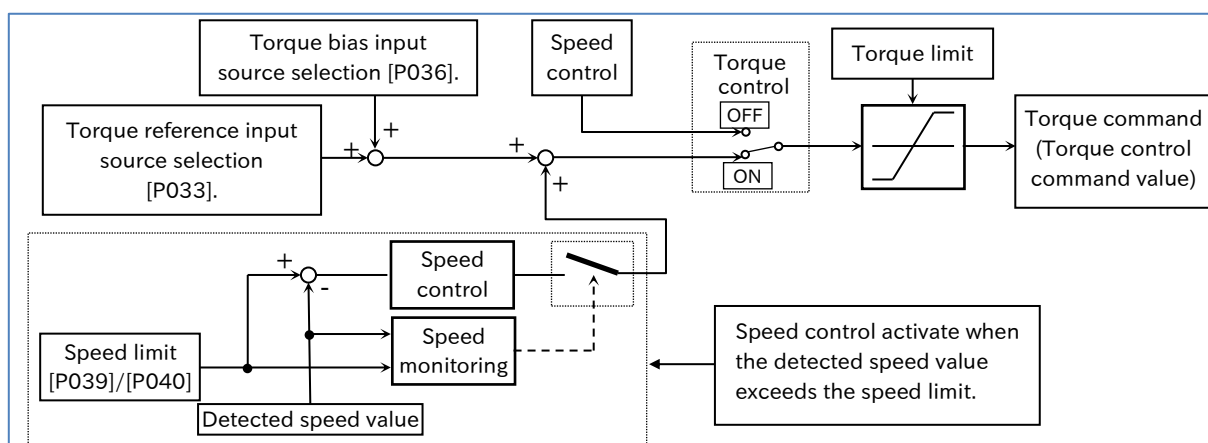 Torque bias input
source selection [P036].
Speed
control
Torque
control
Torque limit
OFF
ON
Torque reference input
source selection
[P033].
+
+
+
+
Torque command
(Torque control
command value)
+
-
Speed
control
Speed
monitoring
Speed limit
[P039]/[P040]
Detected speed value
Speed control activate when
the detected speed value
exceeds the speed limit.